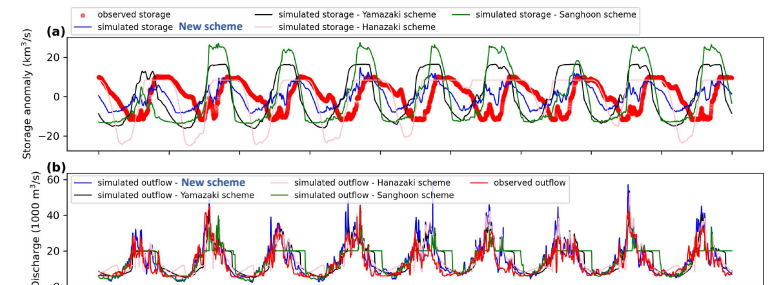 observed storage
simulated storage New scheme
simulated storage - Yamazaki scheme
simulated storage - Hanazaki scheme
simulated storage - Sanghoon scheme
(a)
Storage anomaly (km³/s)
20
0
−20
(b)
simulated outflow - New scheme
simulated outflow - Yamazaki scheme
simulated outflow - Hanazaki scheme
simulated outflow - Sanghoon scheme
observed outflow
Discharge (1000 m³/s)
60
40
20
0